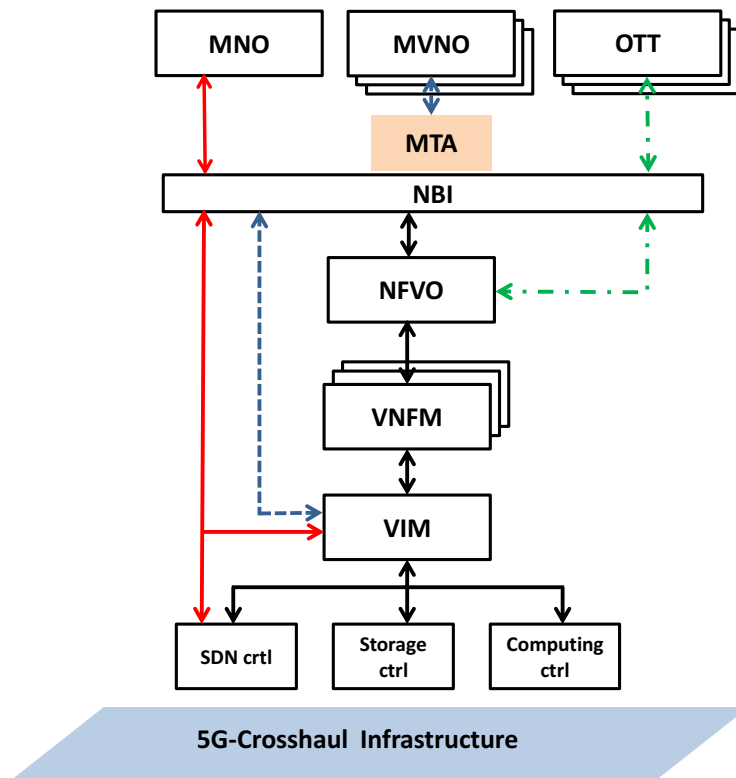 MNO
MVNO
OTT
MTA
NBI
NFVO
VNFM
VIM
SDN crtl
Storage
ctrl
Computing
ctrl
5G-Crosshaul Infrastructure